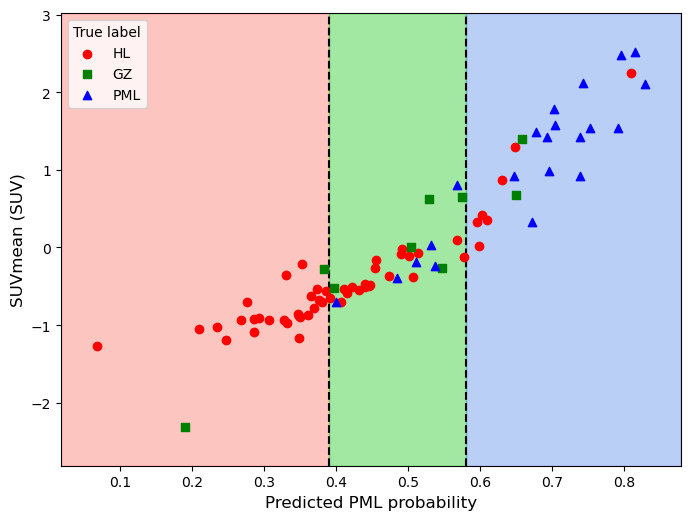 3
2
1
0
−1
−2
SUVmean (SUV)
True label
HL
GZ
PML
0.1 0.2 0.3 0.4 0.5 0.6 0.7 0.8
Predicted PML probability